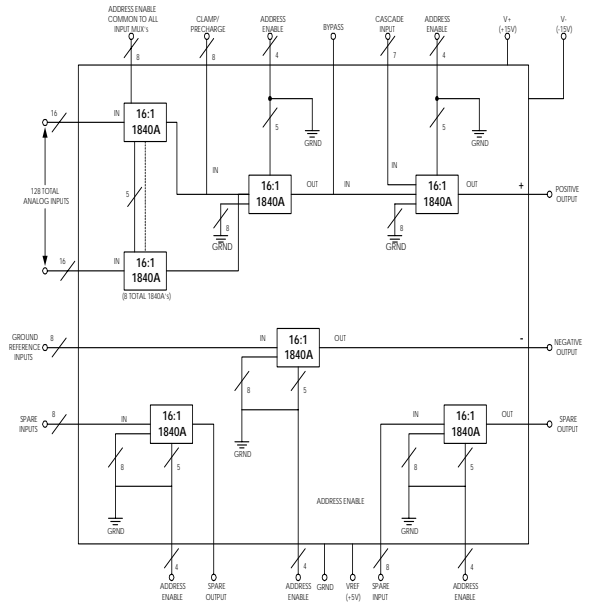 ADDRESS ENABLE
COMMON TO ALL
INPUT MUX's
CLAMP/
PRECHARGE
ADDRESS
ENABLE
BYPASS
CASCADE
INPUT
ADDRESS
ENABLE
V+
(+15V)
V-
(-15V)
8
8
4
7
4
16
IN
16:1
1840A
5
GRND
5
GRND
128 TOTAL
ANALOG INPUTS
5
IN
16:1
1840A
OUT
IN
IN
16:1
1840A
OUT
+
POSITIVE
OUTPUT
8
GRND
8
GRND
16
IN
16:1
1840A
(8 TOTAL 1840A's)
GROUND
REFERENCE
INPUTS
8
IN
16:1
1840A
OUT
-
NEGATIVE
OUTPUT
8
5
GRND
SPARE
INPUTS
8
IN
16:1
1840A
8
5
GRND
IN
16:1
1840A
OUT
SPARE
OUTPUT
8
5
GRND
ADDRESS ENABLE
4
ADDRESS
ENABLE
SPARE
OUTPUT
4
ADDRESS
ENABLE
GRND
VREF
(+5V)
8
SPARE
INPUT
4
ADDRESS
ENABLE